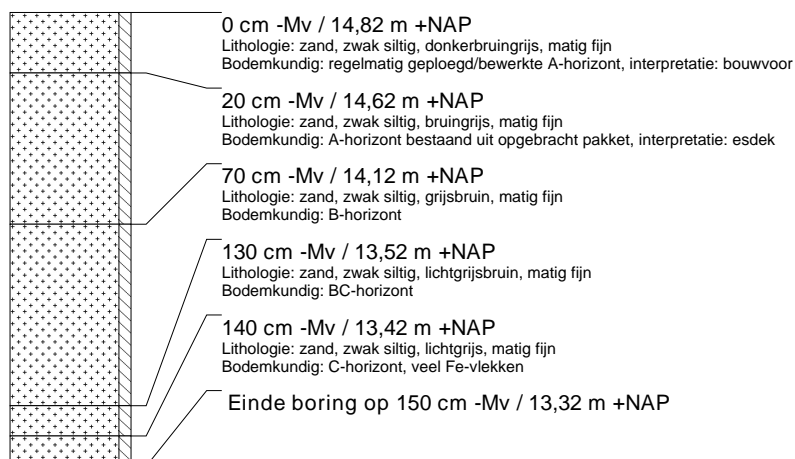 0 cm -Mv / 14,82 m +NAP
Lithologie: zand, zwak siltig, donkerbruingrijs, matig fijn
Bodemkundig: regelmatig geploegd/bewerkte A-horizont, interpretatie: bouwvoor
20 cm -Mv / 14,62 m +NAP
Lithologie: zand, zwak siltig, bruingrijs, matig fijn
Bodemkundig: A-horizont bestaand uit opgebracht pakket, interpretatie: esdek
70 cm -Mv / 14,12 m +NAP
Lithologie: zand, zwak siltig, grijsbruin, matig fijn
Bodemkundig: B-horizont
130 cm -Mv / 13,52 m +NAP
Lithologie: zand, zwak siltig, lichtgrijsbruin, matig fijn
Bodemkundig: BC-horizont
140 cm -Mv / 13,42 m +NAP
Lithologie: zand, zwak siltig, lichtgrijs, matig fijn
Bodemkundig: C-horizont, veel Fe-vlekken
Einde boring op 150 cm -Mv / 13,32 m +NAP